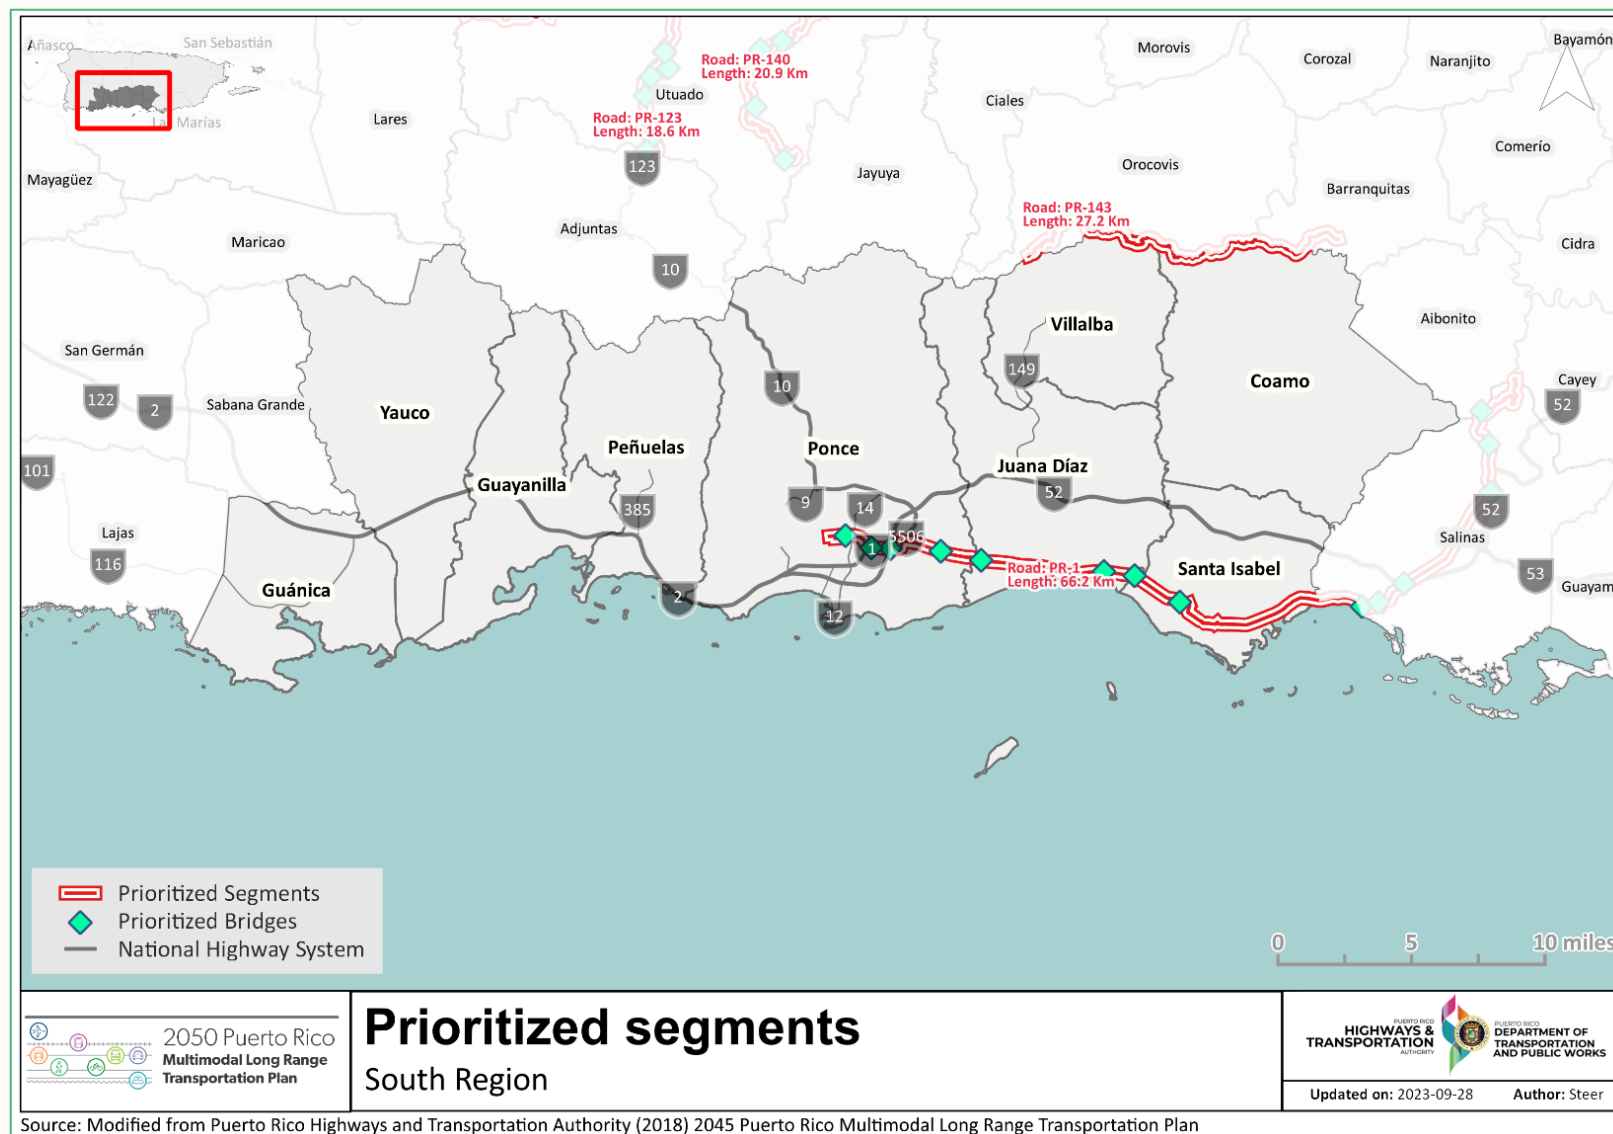 Añasco
San Sebastián
Las Marías
Mayagüez
Lares
Maricao
Road: PR-140
Length: 20.9 Km
Utuado
Road: PR-123
Length: 18.6 Km
123
Adjuntas
10
Jayuya
Ciales
Morovis
Corozal
Naranjito
Bayamón
Orocovis
Barranquitas
Comerío
Road: PR-143
Length: 27.2 Km
Cidra
Aibonito
Cayey
52
San Germán
122
2
Sabana Grande
101
Lajas
116
Yauco
Guayanilla
Guánica
Peñuelas
385
2
10
Ponce
9
14
5506
1
12
Villalba
149
Juana Díaz
52
Coamo
Road: PR-1
Length: 66.2 Km
Santa Isabel
52
Salinas
53
Guayam
Prioritized Segments
Prioritized Bridges
National Highway System
0 5 10 miles
2050 Puerto Rico
Multimodal Long Range
Transportation Plan
Prioritized segments
South Region
PUERTO RICO
HIGHWAYS &
TRANSPORTATION
AUTHORITY
PUERTO RICO
DEPARTMENT OF
TRANSPORTATION
AND PUBLIC WORKS
Updated on: 2023-09-28 Author: Steer
Source: Modified from Puerto Rico Highways and Transportation Authority (2018) 2045 Puerto Rico Multimodal Long Range Transportation Plan